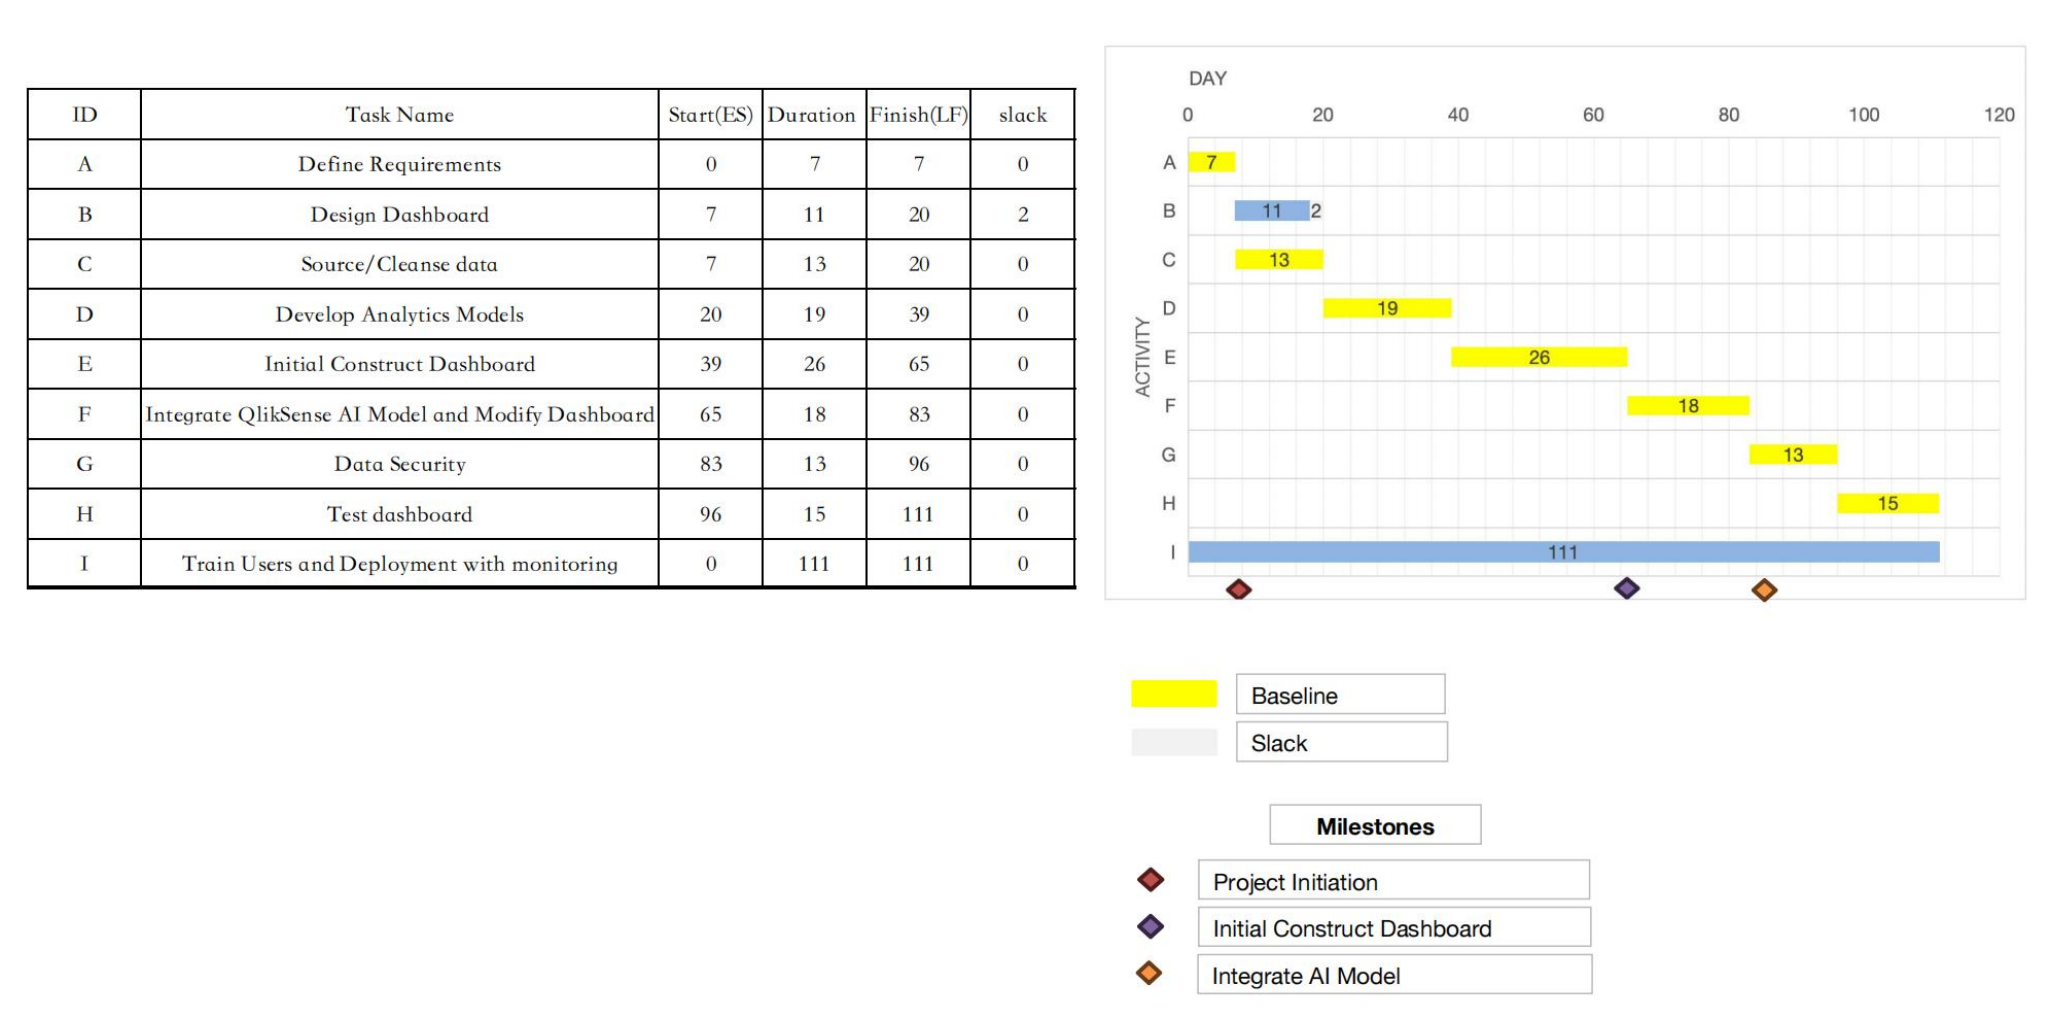 ID Task Name Start(ES) Duration Finish(LF) slack
A Define Requirements 0 7 7 0
B Design Dashboard 7 11 20 2
C Source/Cleanse data 7 13 20 0
D Develop Analytics Models 20 19 39 0
E Initial Construct Dashboard 39 26 65 0
F Integrate QlikSense AI Model and Modify Dashboard 65 18 83 0
G Data Security 83 13 96 0
H Test dashboard 96 15 111 0
I Train Users and Deployment with monitoring 0 111 111 0
DAY
0 20 40 60 80 100 120
ACTIVITY
A 7
B 11 2
C 13
D 19
E 26
F 18
G 13
H 15
I 111
Baseline
Slack
Milestones
Project Initiation
Initial Construct Dashboard
Integrate AI Model